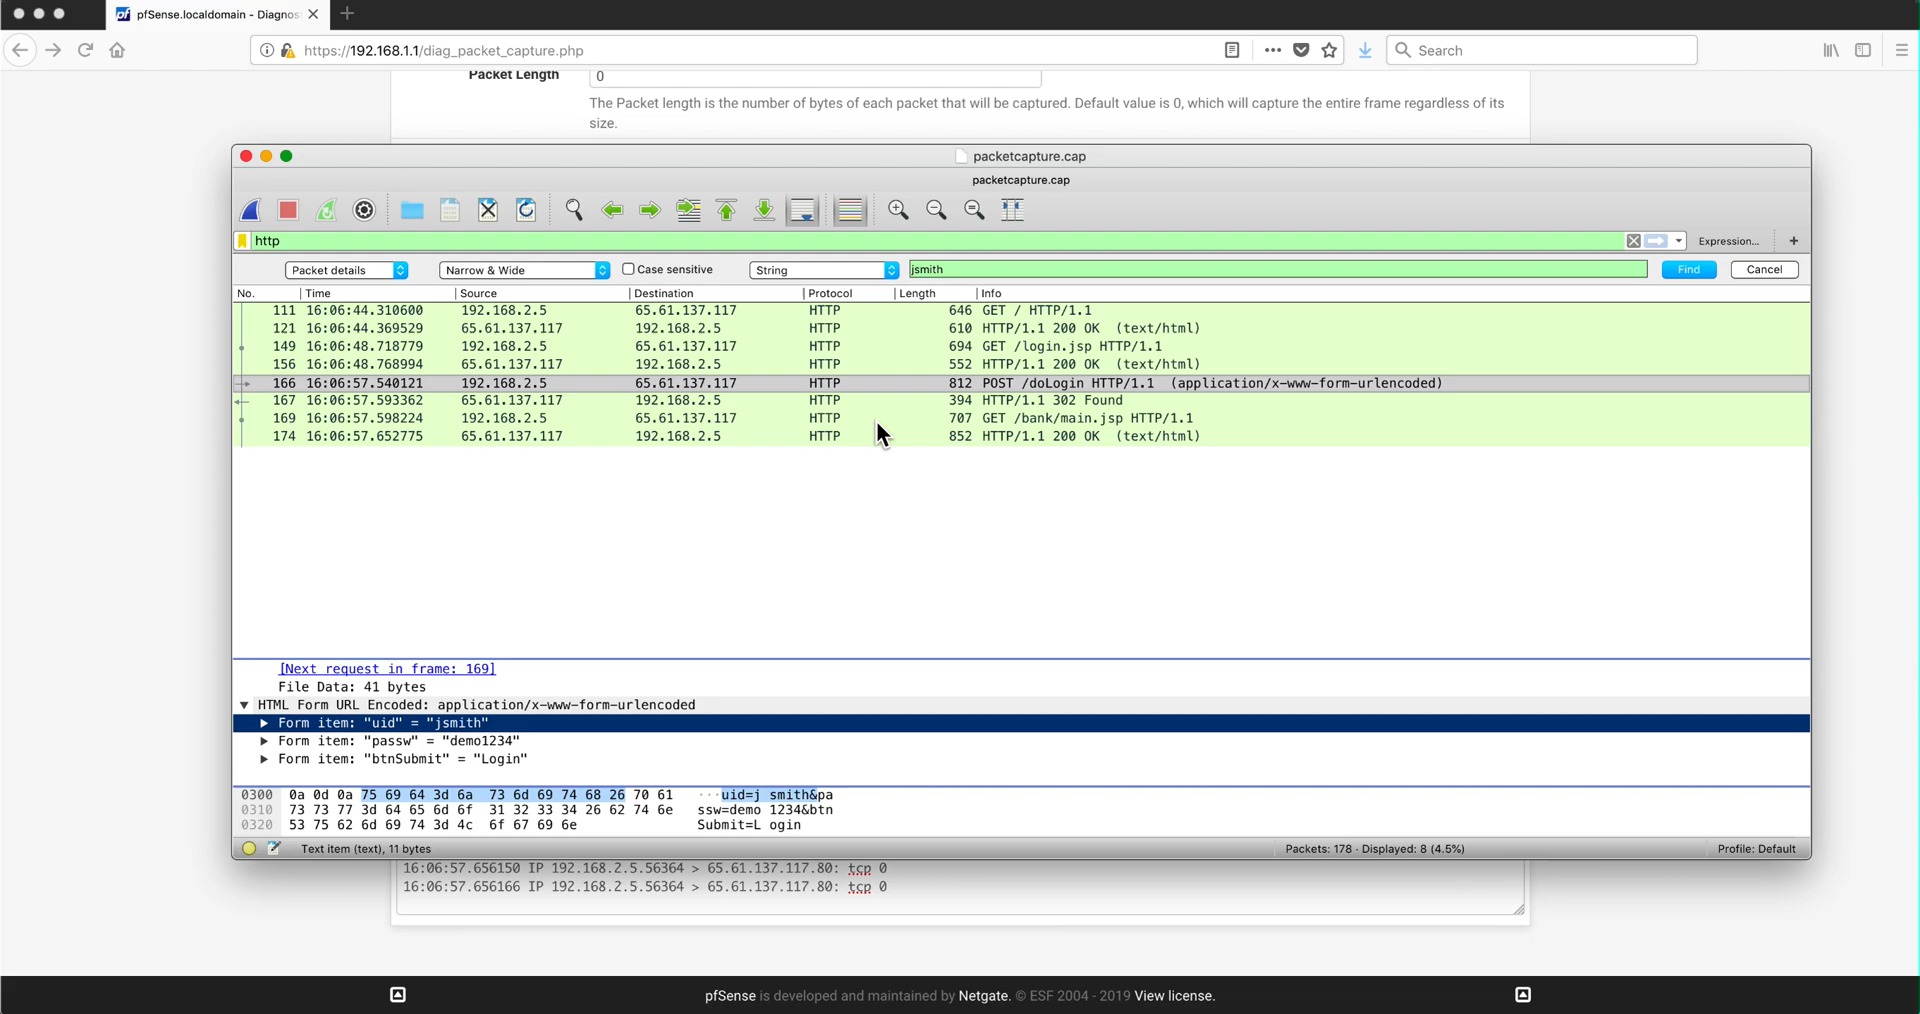 pfSense.localdomain - Diagnos
https://192.168.1.1/diag_packet_capture.php
Search
Packet Length
0
The Packet length is the number of bytes of each packet that will be captured. Default value is 0, which will capture the entire frame regardless of its
size.
packetcapture.cap
packetcapture.cap
http
Expression...
+
Packet details
Narrow & Wide
Case sensitive
String
jsmith
Find
Cancel
No. Time Source Destination Protocol Length Info
111 16:06:44.310600 192.168.2.5 65.61.137.117 HTTP 646 GET / HTTP/1.1
121 16:06:44.369529 65.61.137.117 192.168.2.5 HTTP 610 HTTP/1.1 200 OK (text/html)
149 16:06:48.718779 192.168.2.5 65.61.137.117 HTTP 694 GET /login.jsp HTTP/1.1
156 16:06:48.768994 65.61.137.117 192.168.2.5 HTTP 552 HTTP/1.1 200 OK (text/html)
166 16:06:57.540121 192.168.2.5 65.61.137.117 HTTP 812 POST /doLogin HTTP/1.1 (application/x-www-form-urlencoded)
167 16:06:57.593362 65.61.137.117 192.168.2.5 HTTP 394 HTTP/1.1 302 Found
169 16:06:57.598224 192.168.2.5 65.61.137.117 HTTP 707 GET /bank/main.jsp HTTP/1.1
174 16:06:57.652775 65.61.137.117 192.168.2.5 HTTP 852 HTTP/1.1 200 OK (text/html)
[Next request in frame: 169]
File Data: 41 bytes
HTML Form URL Encoded: application/x-www-form-urlencoded
Form item: "uid" = "jsmith"
Form item: "passw" = "demo1234"
Form item: "btnSubmit" = "Login"
0300 0a 0d 0a 75 69 64 3d 6a 73 6d 69 74 68 26 70 61 ···uid=j smith&pa
0310 73 73 77 3d 64 65 6d 6f 31 32 33 34 26 62 74 6e ssw=demo 1234&btn
0320 53 75 62 6d 69 74 3d 4c 6f 67 69 6e Submit=L ogin
Text item (text), 11 bytes
Packets: 178 · Displayed: 8 (4.5%)
Profile: Default
16:06:57.656150 IP 192.168.2.5.56364 > 65.61.137.117.80: tcp 0
16:06:57.656166 IP 192.168.2.5.56364 > 65.61.137.117.80: tcp 0
pfSense is developed and maintained by Netgate. © ESF 2004 - 2019 View license.